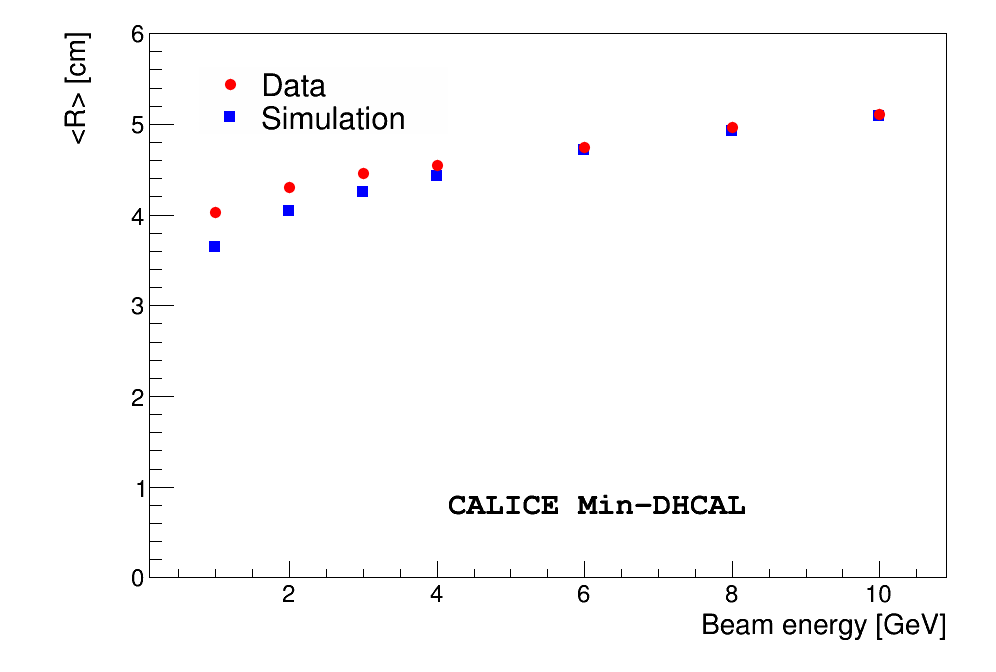 <R> [cm]
6
5
4
3
2
1
0
Data
Simulation
CALICE Min-DHCAL
2 4 6 8 10
Beam energy [GeV]